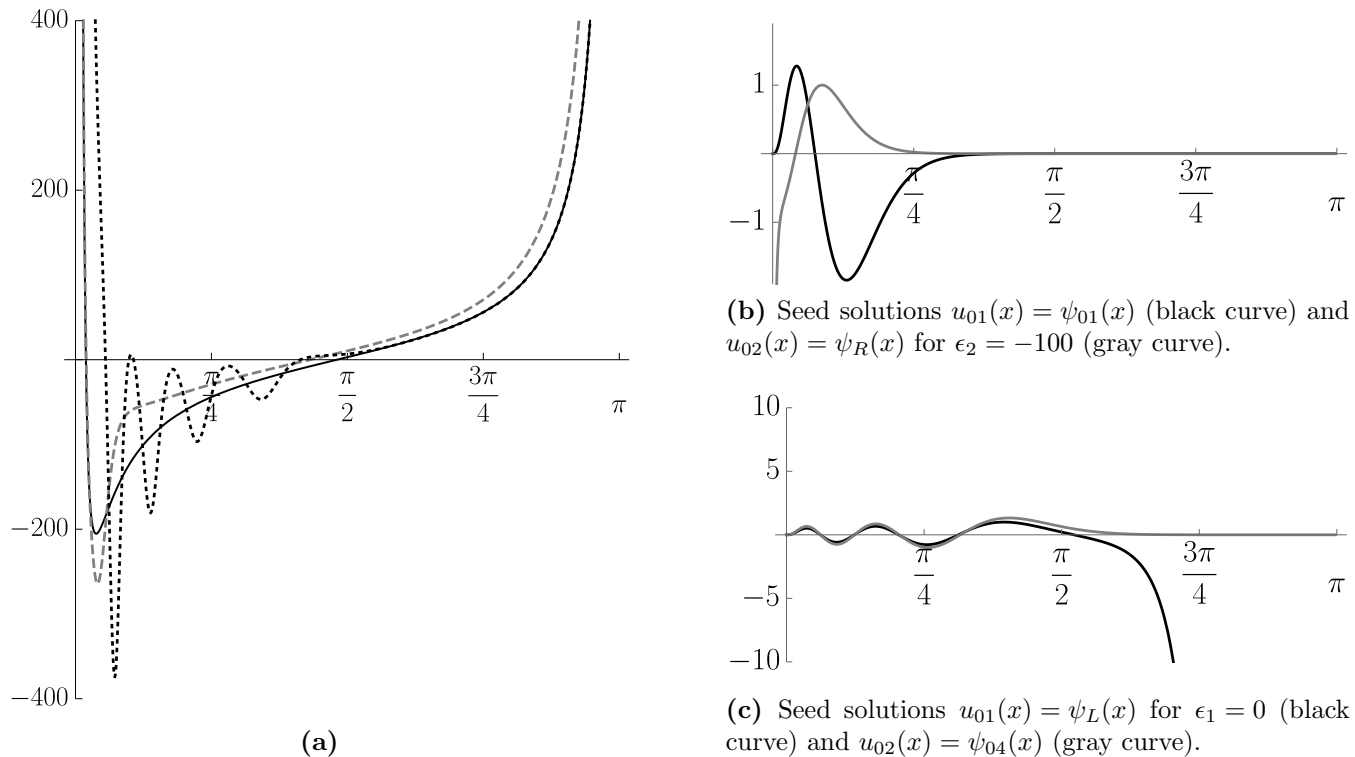 400
200
−200
−400
π/4
π/2
3π/4
π
(a)
1
−1
π/4
π/2
3π/4
π
(b) Seed solutions u₀₁(x) = ψ₀₁(x) (black curve) and
u₀₂(x) = ψ_R(x) for ϵ₂ = −100 (gray curve).
10
5
−5
−10
π/4
π/2
3π/4
π
(c) Seed solutions u₀₁(x) = ψ_L(x) for ϵ₁ = 0 (black
curve) and u₀₂(x) = ψ₀₄(x) (gray curve).